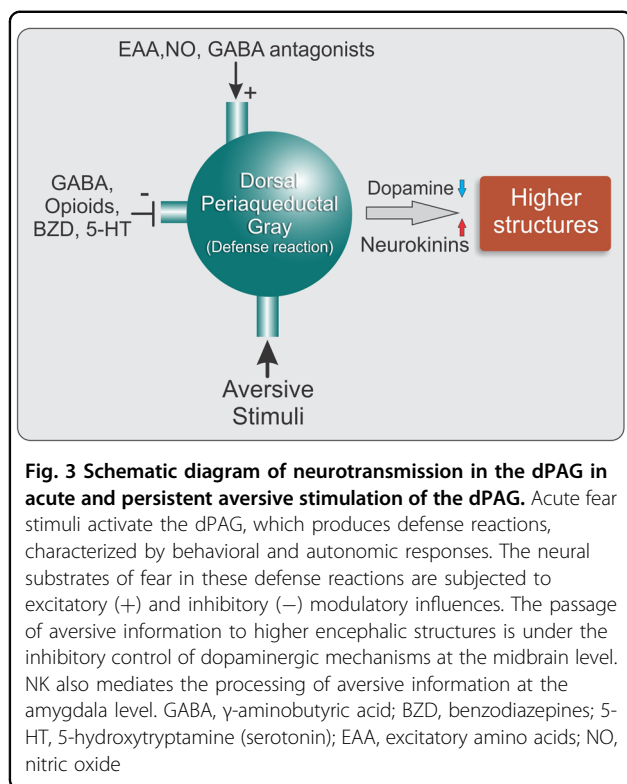 EAA,NO, GABA antagonists
+
GABA,
Opioids,
BZD, 5-HT
-
Dorsal
Periaqueductal
Gray
(Defense reaction)
Dopamine
Neurokinins
Higher
structures
Aversive
Stimuli
Fig. 3 Schematic diagram of neurotransmission in the dPAG in
acute and persistent aversive stimulation of the dPAG. Acute fear
stimuli activate the dPAG, which produces defense reactions,
characterized by behavioral and autonomic responses. The neural
substrates of fear in these defense reactions are subjected to
excitatory (+) and inhibitory (−) modulatory influences. The passage
of aversive information to higher encephalic structures is under the
inhibitory control of dopaminergic mechanisms at the midbrain level.
NK also mediates the processing of aversive information at the
amygdala level. GABA, γ-aminobutyric acid; BZD, benzodiazepines; 5-
HT, 5-hydroxytryptamine (serotonin); EAA, excitatory amino acids; NO,
nitric oxide